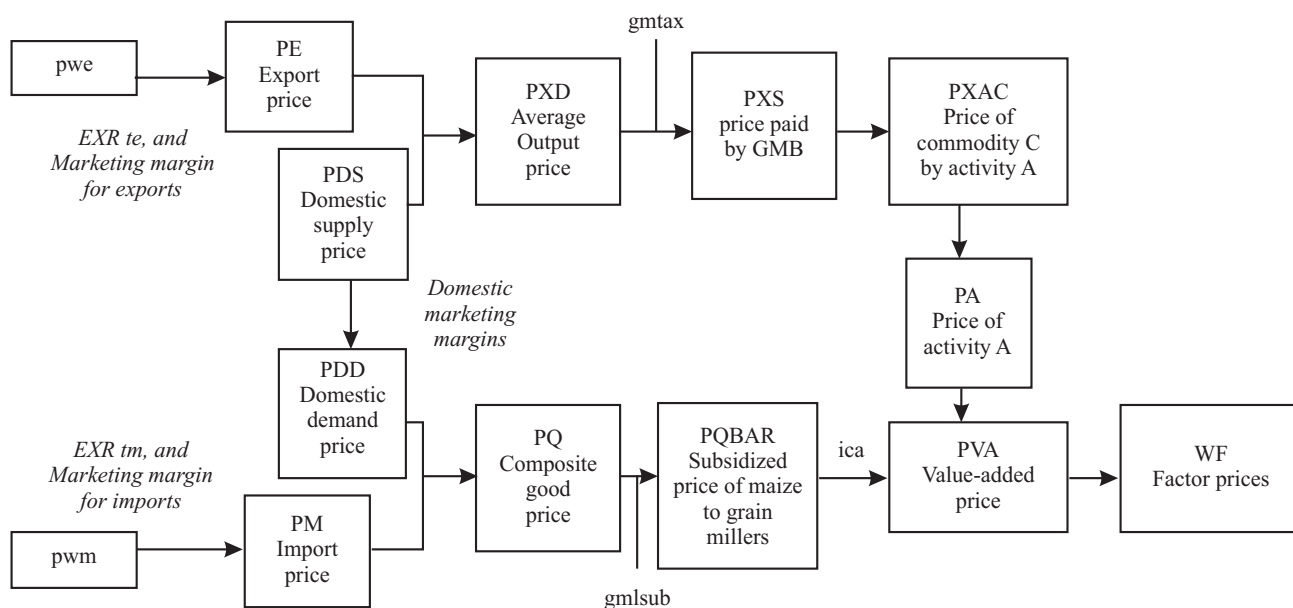 gmtax
pwe
PE
Export
price
EXR te, and
Marketing margin
for exports
PDS
Domestic
supply
price
PXD
Average
Output
price
PXS
price paid
by GMB
PXAC
Price of
commodity C
by activity A
Domestic
marketing
margins
PA
Price of
activity A
PDD
Domestic
demand
price
EXR tm, and
Marketing margin
for imports
pwm
PM
Import
price
PQ
Composite
good
price
gmlsub
PQBAR
Subsidized
price of maize
to grain
millers
ica
PVA
Value-added
price
WF
Factor prices